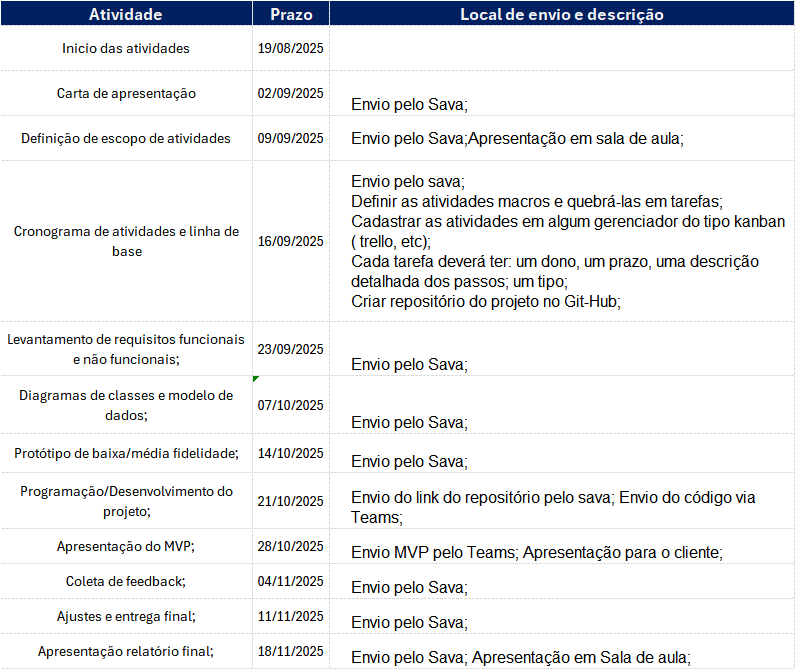 Atividade Prazo Local de envio e descrição
Inicio das atividades 19/08/2025
Carta de apresentação 02/09/2025 Envio pelo Sava;
Definição de escopo de atividades 09/09/2025 Envio pelo Sava;Apresentação em sala de aula;
Cronograma de atividades e linha de
base
16/09/2025
Envio pelo sava;
Definir as atividades macros e quebrá-las em tarefas;
Cadastrar as atividades em algum gerenciador do tipo kanban
( trello, etc);
Cada tarefa deverá ter: um dono, um prazo, uma descrição
detalhada dos passos; um tipo;
Criar repositório do projeto no Git-Hub;
Levantamento de requisitos funcionais
e não funcionais;
23/09/2025
Envio pelo Sava;
Diagramas de classes e modelo de
dados;
07/10/2025
Envio pelo Sava;
Protótipo de baixa/média fidelidade; 14/10/2025 Envio pelo Sava;
Programação/Desenvolvimento do
projeto;
21/10/2025
Envio do link do repositório pelo sava; Envio do código via
Teams;
Apresentação do MVP; 28/10/2025 Envio MVP pelo Teams; Apresentação para o cliente;
Coleta de feedback; 04/11/2025 Envio pelo Sava;
Ajustes e entrega final; 11/11/2025 Envio pelo Sava;
Apresentação relatório final; 18/11/2025 Envio pelo Sava; Apresentação em Sala de aula;